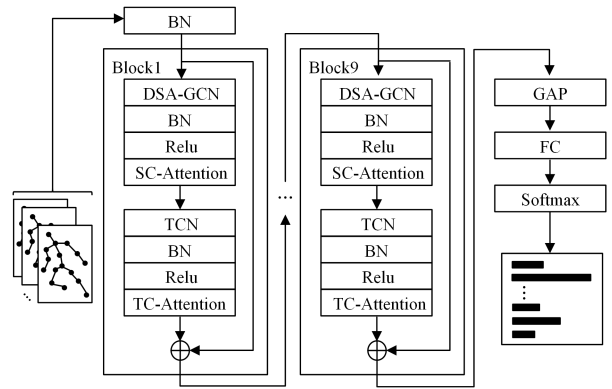 BN
Block1
DSA-GCN
BN
Relu
SC-Attention
TCN
BN
Relu
TC-Attention
...
Block9
DSA-GCN
BN
Relu
SC-Attention
TCN
BN
Relu
TC-Attention
GAP
FC
Softmax